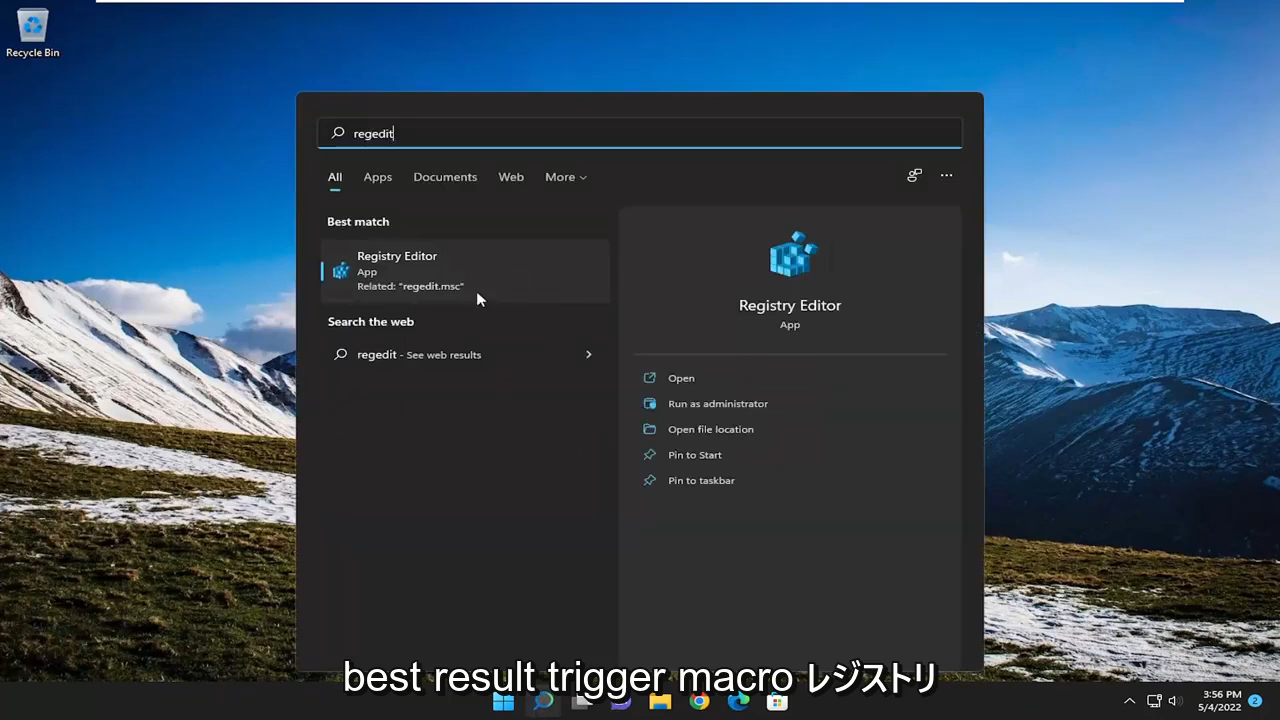 Recycle Bin
regedit
All Apps Documents Web More
Best match
Registry Editor
App
Related: "regedit.msc"
Search the web
regedit - See web results
Registry Editor
App
Open
Run as administrator
Open file location
Pin to Start
Pin to taskbar
best result trigger macro レジストリ
3:56 PM
5/4/2022
2